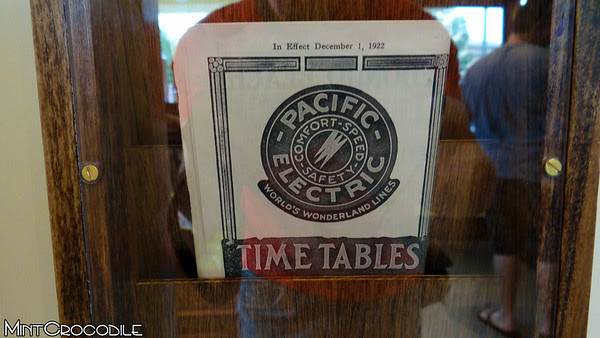 In Effect December 1, 1922
PACIFIC
COMFORT-SPEED
-SAFETY-
-ELECTRIC-
WORLD'S WONDERLAND LINES
TIME TABLES
MINTCROCODILE